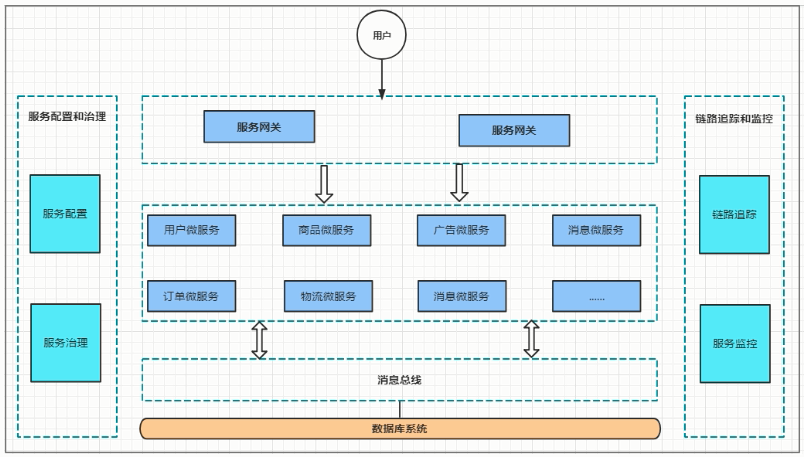 用户
服务配置和治理
服务配置
服务治理
服务网关
服务网关
用户微服务
商品微服务
广告微服务
消息微服务
订单微服务
物流微服务
消息微服务
......
消息总线
数据库系统
链路追踪和监控
链路追踪
服务监控